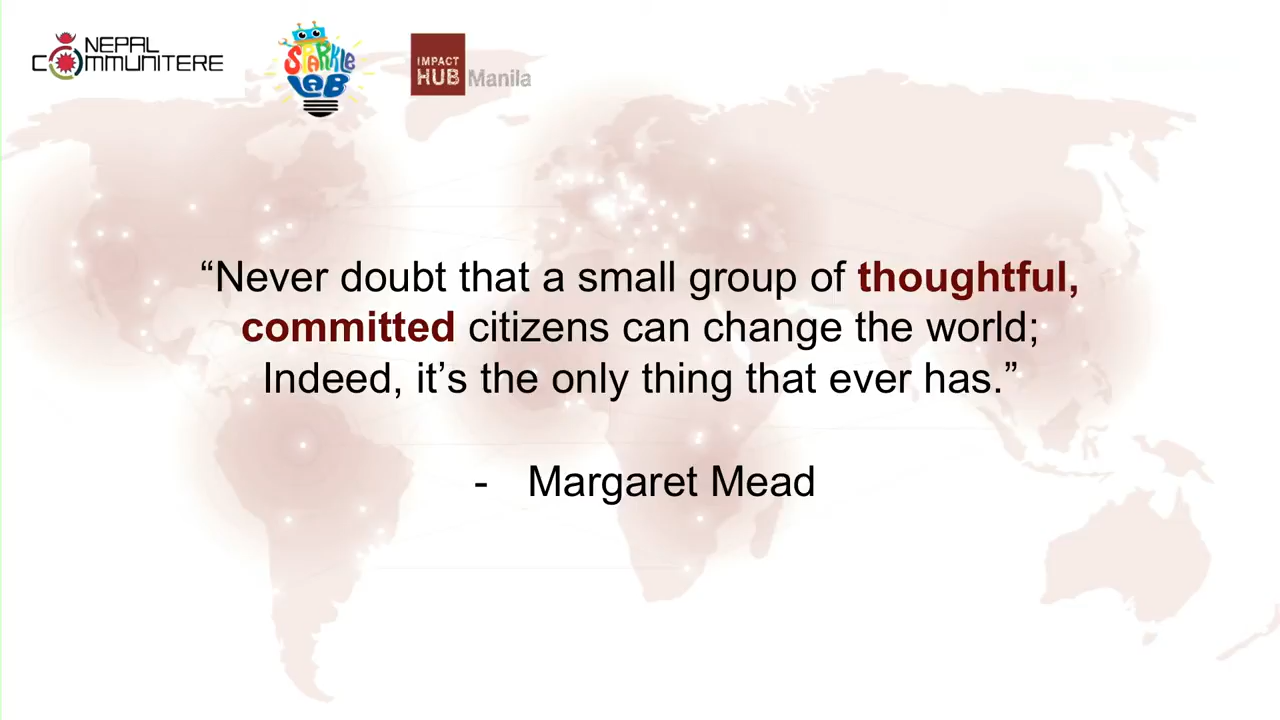 NEPAL
COMMUNITERE
SPARKLE
LAB
IMPACT
HUB Manila
“Never doubt that a small group of thoughtful,
committed citizens can change the world;
Indeed, it’s the only thing that ever has.”
- Margaret Mead